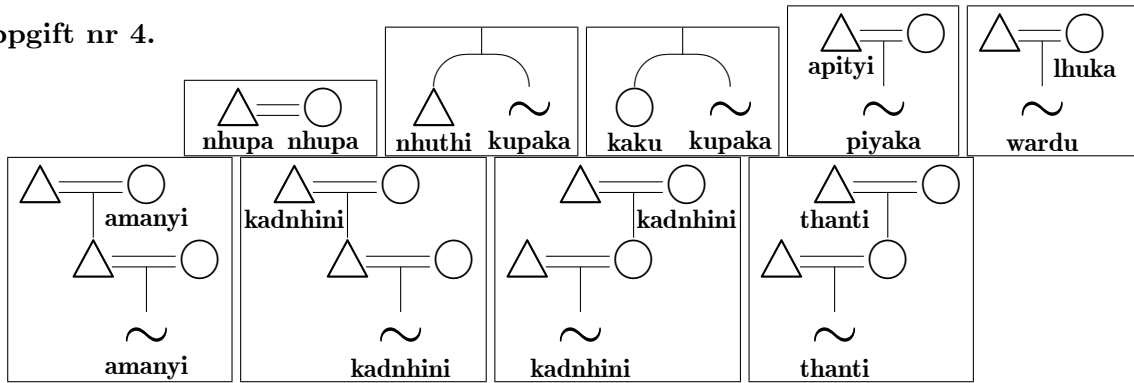 ppgift nr 4.
apityi
lhuka
nhupa nhupa
nhuthi kupaka
kaku kupaka
piyaka
wardu
amanyi
kadnhini
kadnhini
thanti
amanyi
kadnhini
kadnhini
thanti